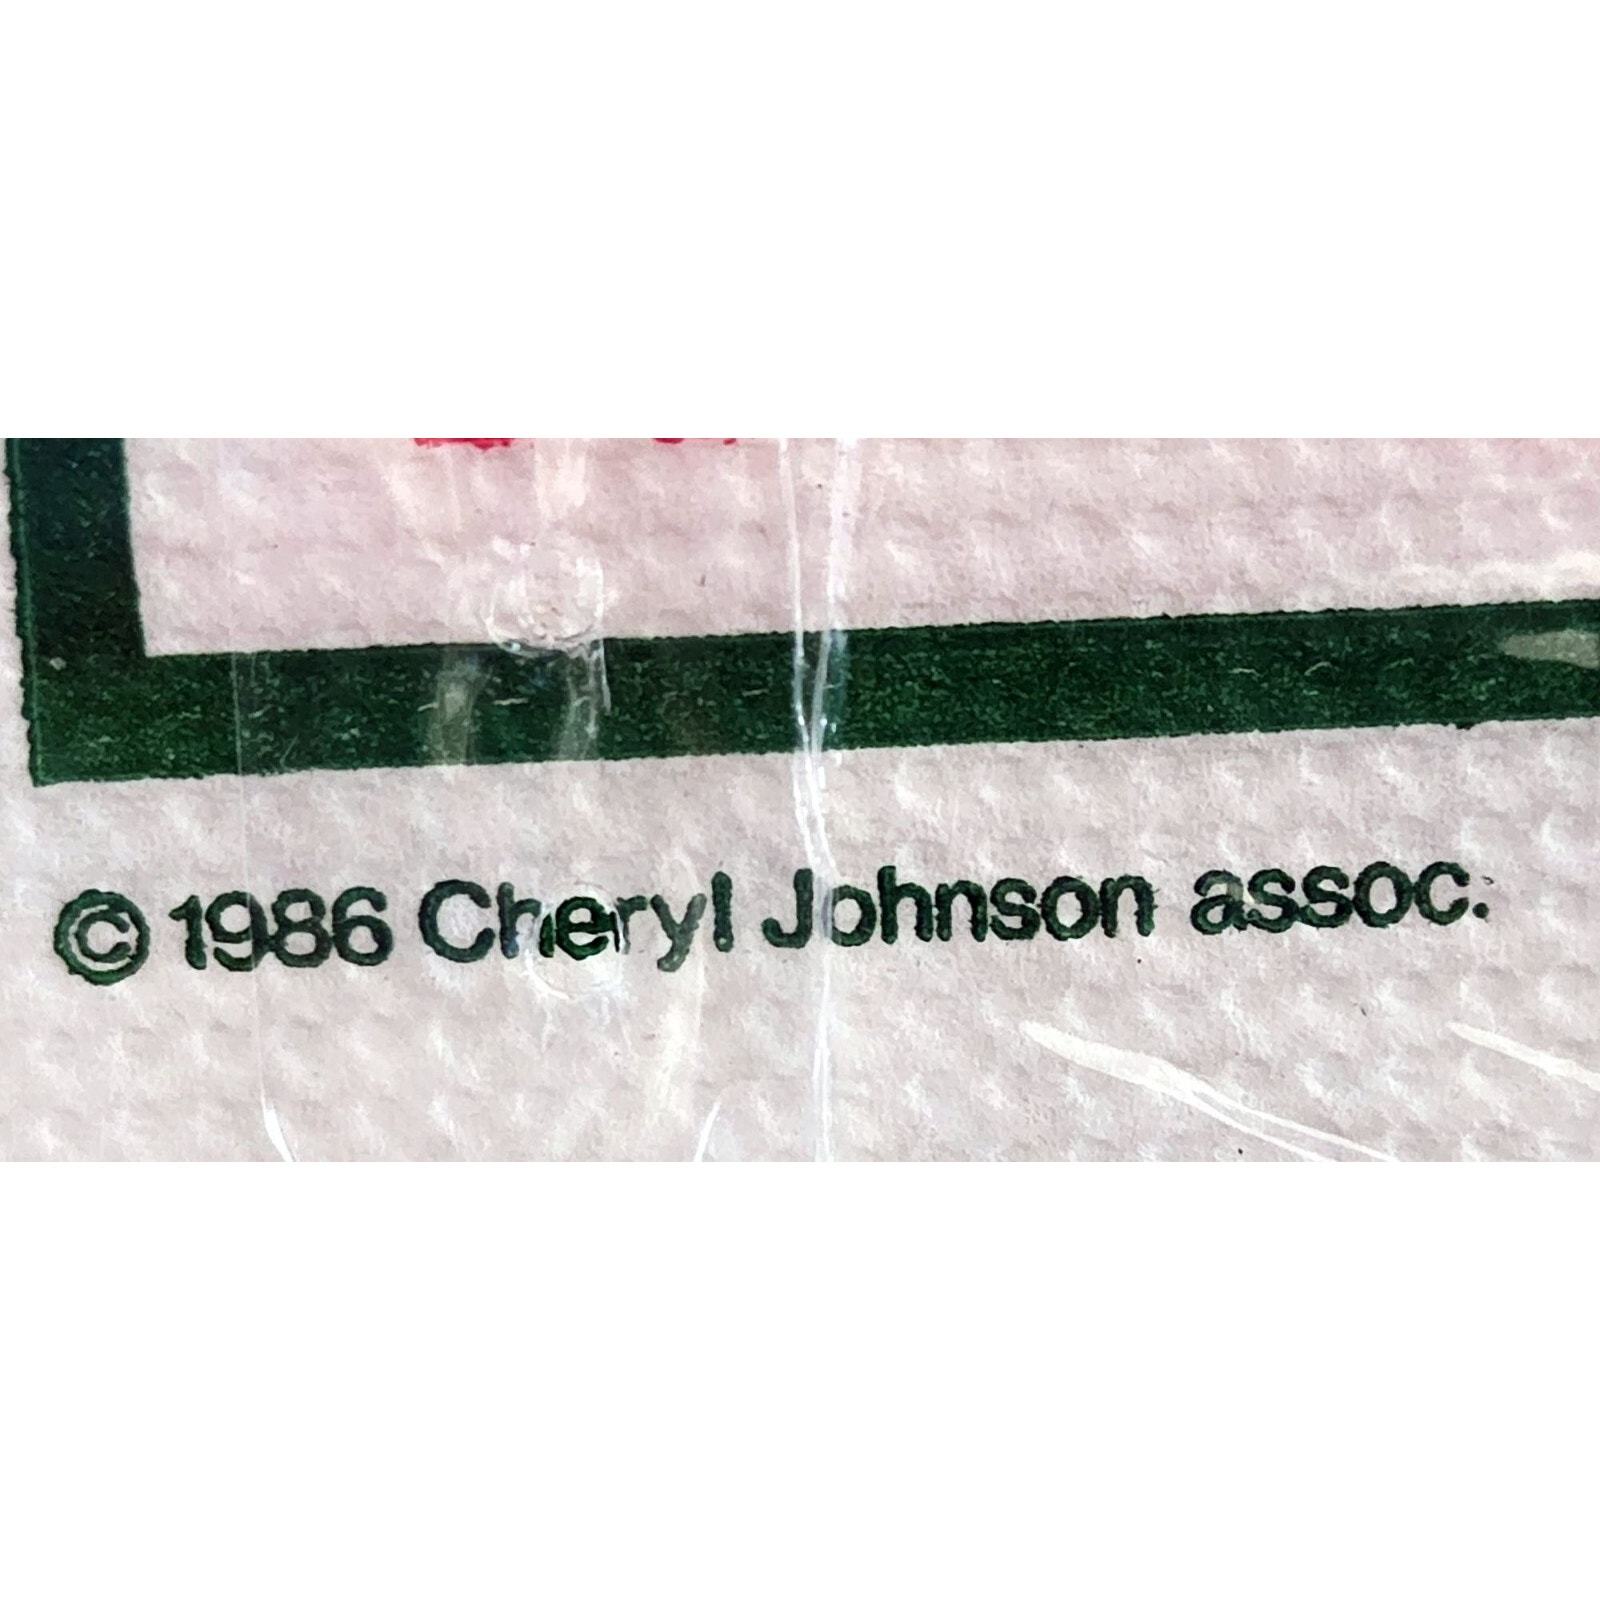 © 1986 Cheryl Johnson assoc.